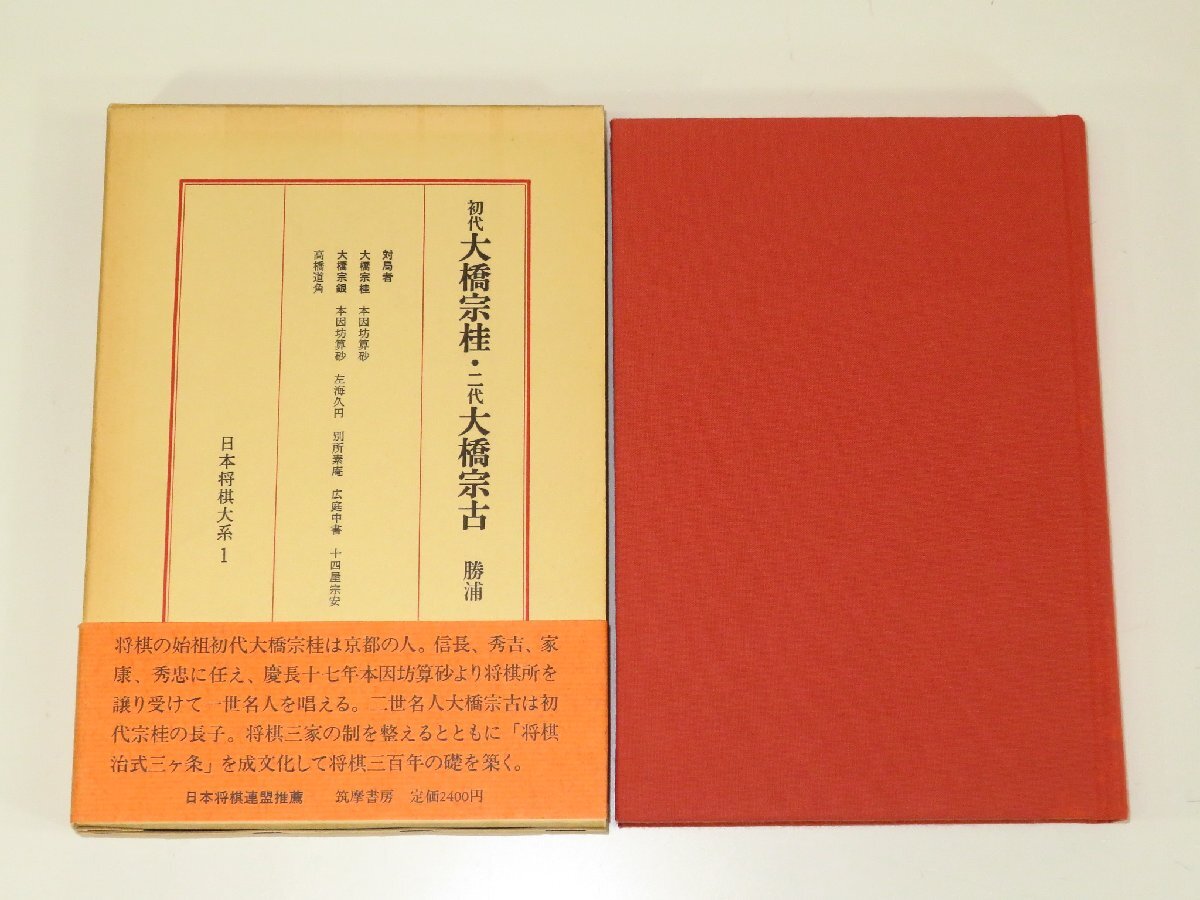 初代大橋宗桂・二代大橋宗古 勝浦
対局者
大橋宗桂 本因坊算砂
大橋宗銀 本因坊算砂 左海久円 別所素庵 広庭中書 十四屋宗安
高橋道角
日本将棋大系1
将棋の始祖初代大橋宗桂は京都の人。信長、秀吉、家
康、秀忠に任え、慶長十七年本因坊算砂より将棋所を
譲り受けて一世名人を唱える。二世名人大橋宗古は初
代宗桂の長子。将棋三家の制を整えるとともに「将棋
治式三ヶ条」を成文化して将棋三百年の礎を築く。
日本将棋連盟推薦 筑摩書房 定価2400円